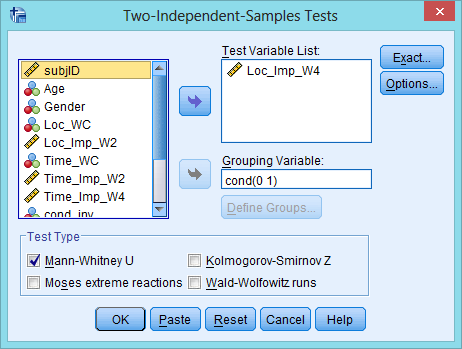 Two-Independent-Samples Tests
subjID
Age
Gender
Loc_WC
Loc_Imp_W2
Time_WC
Time_Imp_W2
Time_Imp_W4
cond_inv
Test Variable List:
Loc_Imp_W4
Exact...
Options...
Grouping Variable:
cond(0 1)
Define Groups...
Test Type
Mann-Whitney U
Kolmogorov-Smirnov Z
Moses extreme reactions
Wald-Wolfowitz runs
OK
Paste
Reset
Cancel
Help